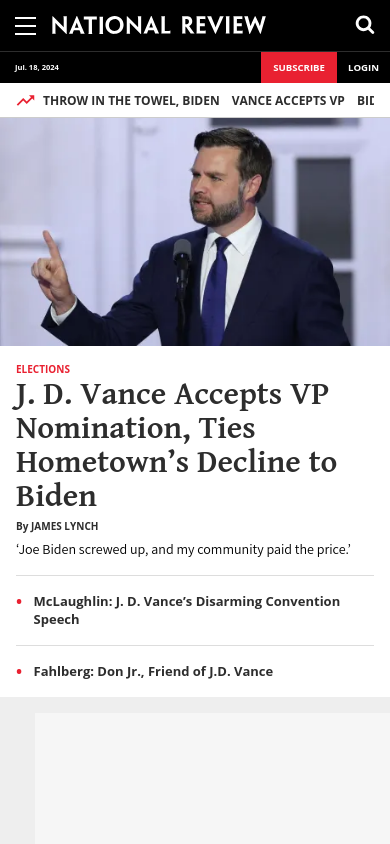 NATIONAL REVIEW
Jul. 18, 2024
SUBSCRIBE
LOGIN
THROW IN THE TOWEL, BIDEN VANCE ACCEPTS VP
ELECTIONS
J. D. Vance Accepts VP
Nomination, Ties
Hometown’s Decline to
Biden
By JAMES LYNCH
‘Joe Biden screwed up, and my community paid the price.’
McLaughlin: J. D. Vance’s Disarming Convention
Speech
Fahlberg: Don Jr., Friend of J.D. Vance